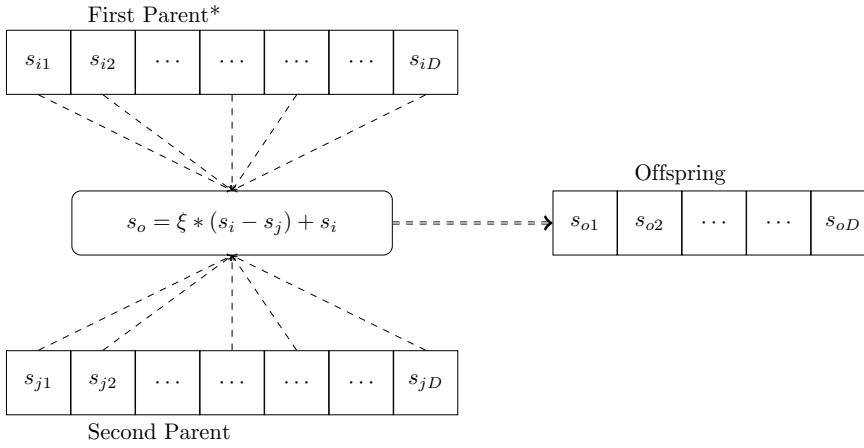 First Parent*
s_{i1} s_{i2} ⋯ ⋯ ⋯ ⋯ s_{iD}
s_o = ξ ∗ (s_i − s_j) + s_i
Offspring
s_{o1} s_{o2} ⋯ ⋯ s_{oD}
s_{j1} s_{j2} ⋯ ⋯ ⋯ ⋯ s_{jD}
Second Parent